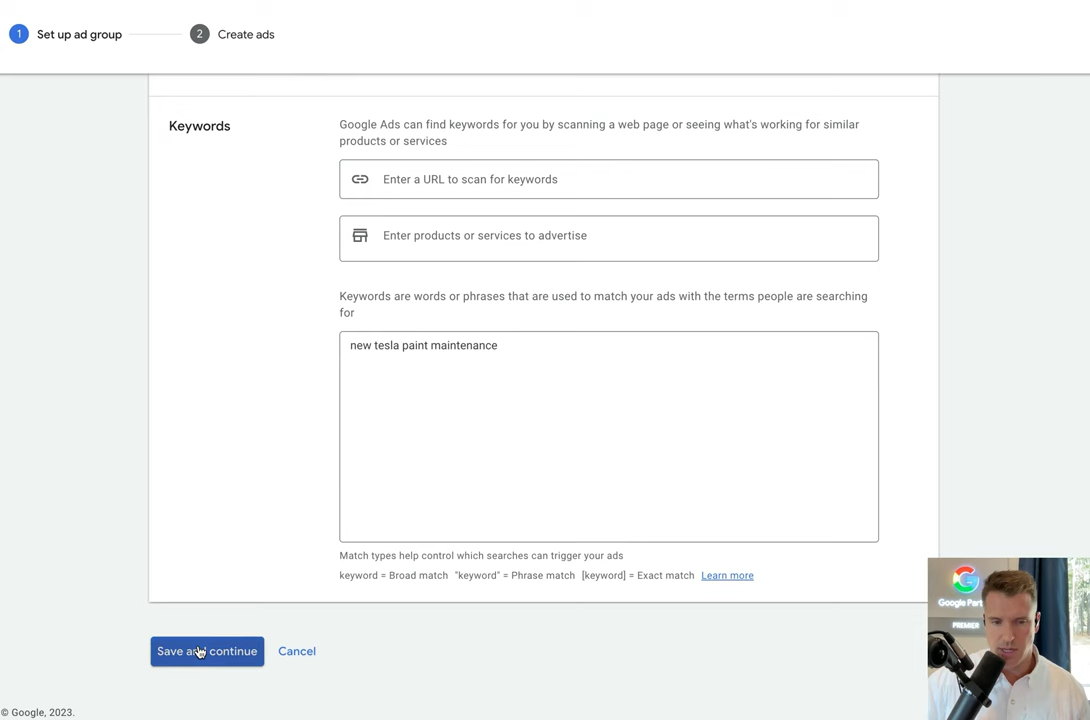 1 Set up ad group 2 Create ads
Keywords
Google Ads can find keywords for you by scanning a web page or seeing what's working for similar
products or services
Enter a URL to scan for keywords
Enter products or services to advertise
Keywords are words or phrases that are used to match your ads with the terms people are searching
for
new tesla paint maintenance
Match types help control which searches can trigger your ads
keyword = Broad match "keyword" = Phrase match [keyword] = Exact match Learn more
Google Part
PREMIER
Save and continue Cancel
© Google, 2023.